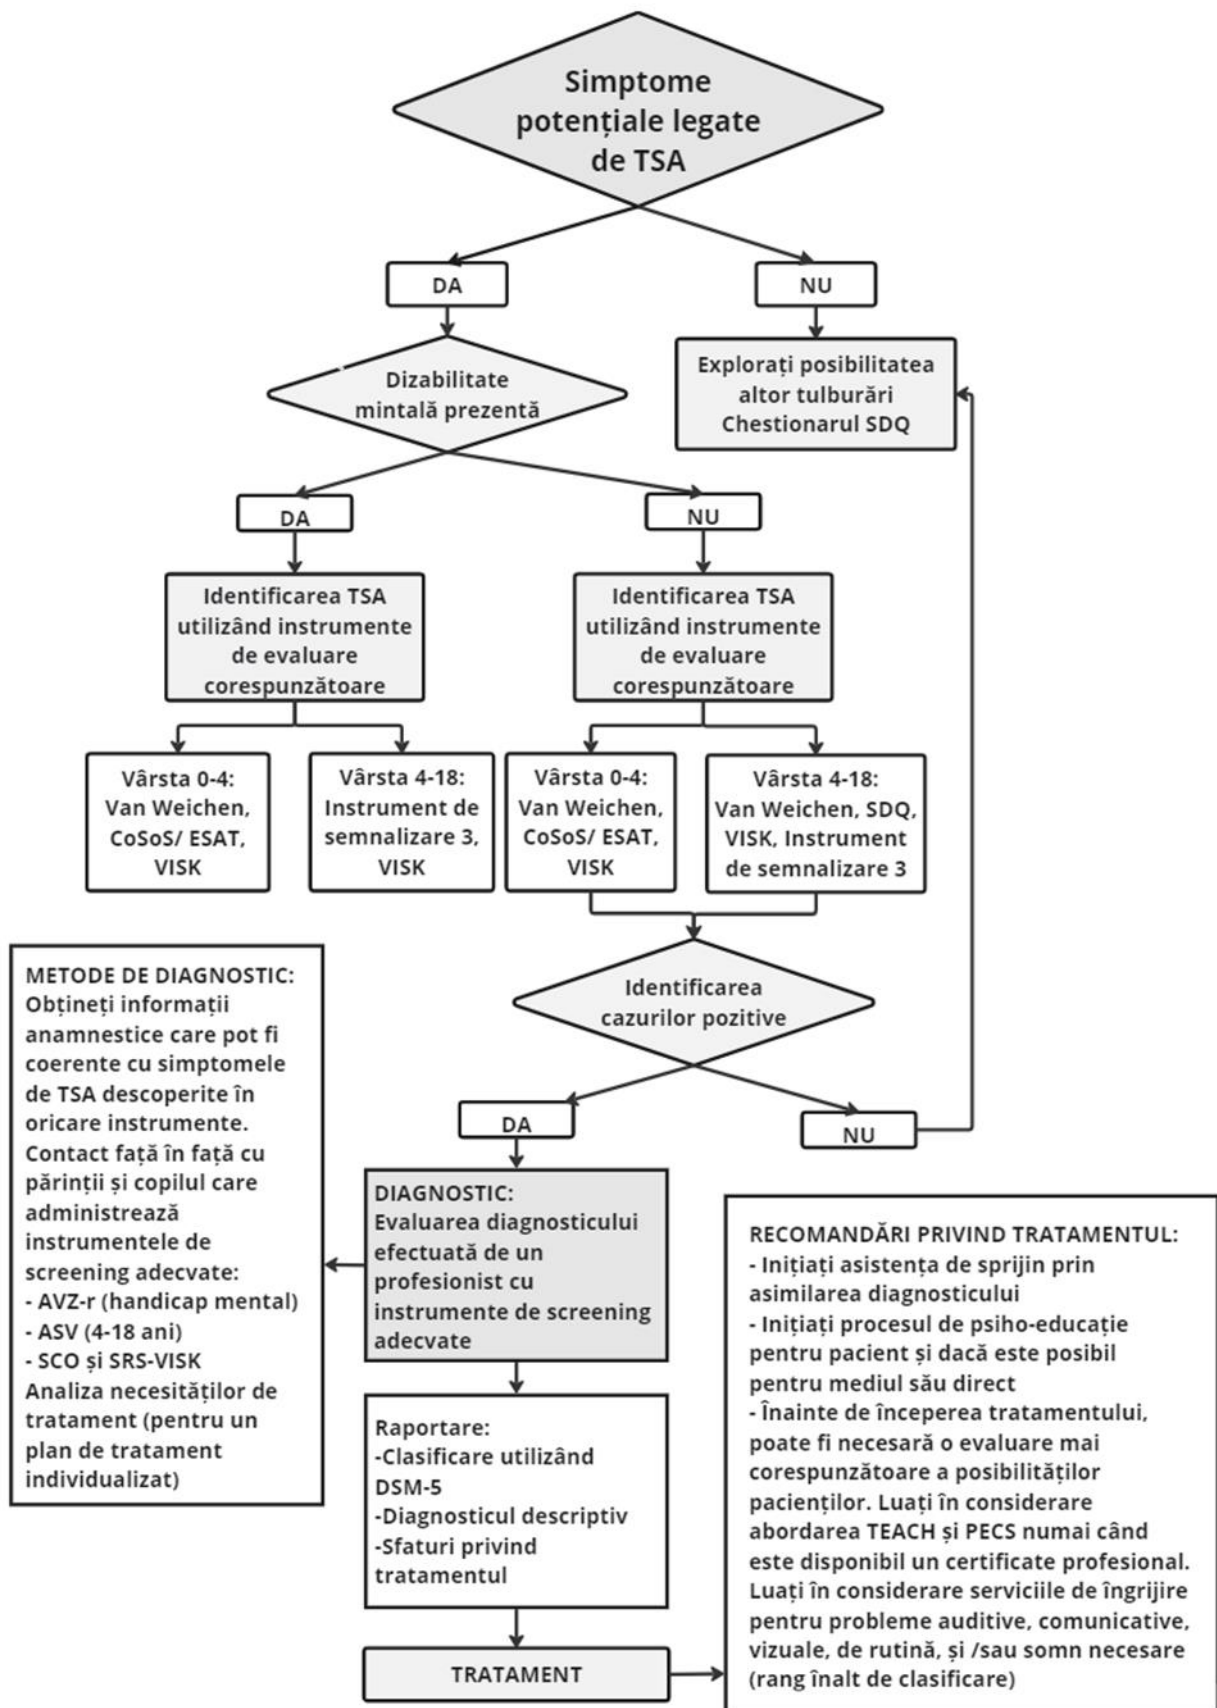 Simptome
potențiale legate
de TSA
DA
NU
Dizabilitate
mintală prezentă
Explorați posibilitatea
altor tulburări
Chestionarul SDQ
DA
NU
Identificarea TSA
utilizând instrumente
de evaluare
corespunzătoare
Identificarea TSA
utilizând instrumente
de evaluare
corespunzătoare
Vârsta 0-4:
Van Weichen,
CoSoS/ ESAT,
VISK
Vârsta 4-18:
Instrument de
semnalizare 3,
VISK
Vârsta 0-4:
Van Weichen,
CoSoS/ ESAT,
VISK
Vârsta 4-18:
Van Weichen, SDQ,
VISK, Instrument
de semnalizare 3
Identificarea
cazurilor pozitive
DA
NU
METODE DE DIAGNOSTIC:
Obțineți informații
anamnestice care pot fi
coerente cu simptomele
de TSA descoperite în
oricare instrumente.
Contact față în față cu
părinții și copilul care
administrează
instrumentele de
screening adecvate:
- AVZ-r (handicap mental)
- ASV (4-18 ani)
- SCO și SRS-VISK
Analiza necesităților de
tratament (pentru un
plan de tratament
individualizat)
DIAGNOSTIC:
Evaluarea diagnosticului
efectuată de un
profesionist cu
instrumente de screening
adecvate
Raportare:
-Clasificare utilizând
DSM-5
-Diagnosticul descriptiv
-Sfaturi privind
tratamentul
TRATAMENT
RECOMANDĂRI PRIVIND TRATAMENTUL:
- Inițiați asistența de sprijin prin
asimilarea diagnosticului
- Inițiați procesul de psiho-educație
pentru pacient și dacă este posibil
pentru mediul său direct
- Înainte de începerea tratamentului,
poate fi necesară o evaluare mai
corespunzătoare a posibilităților
pacienților. Luați în considerare
abordarea TEACH și PECS numai când
este disponibil un certificate profesional.
Luați în considerare serviciile de îngrijire
pentru probleme auditive, comunicative,
vizuale, de rutină, și /sau somn necesare
(rang înalt de clasificare)